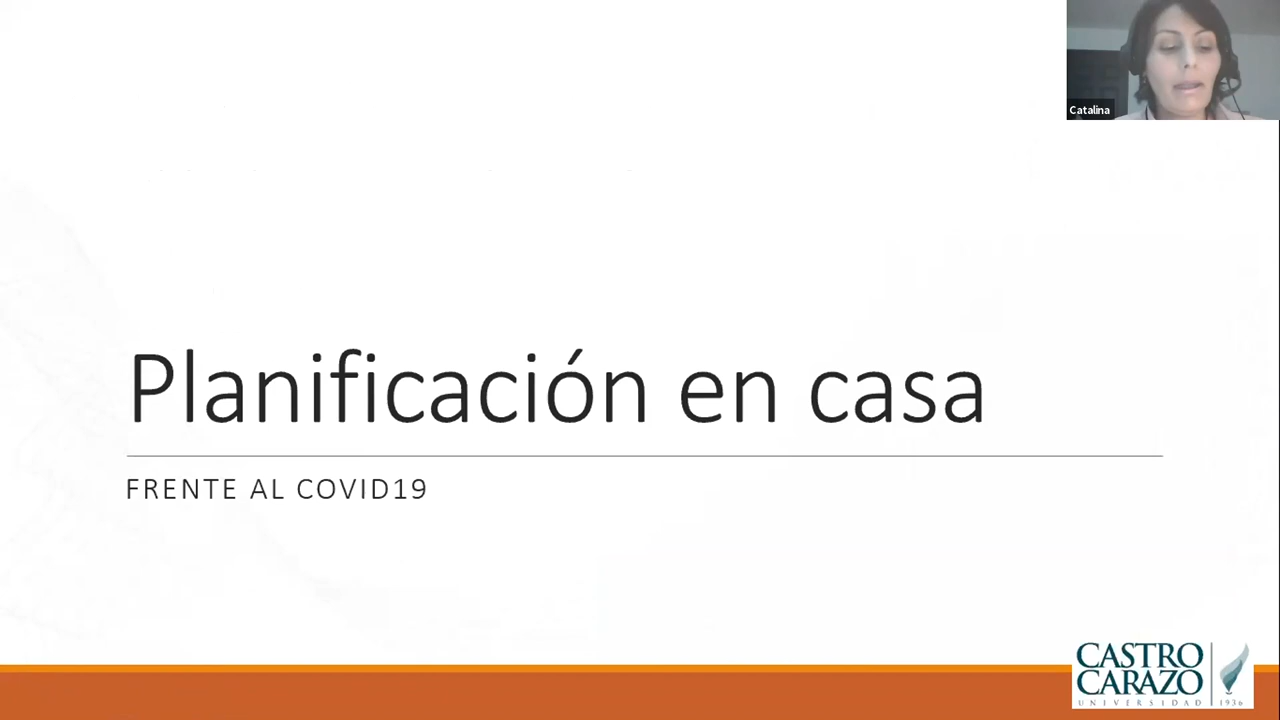 Catalina
Planificación en casa
FRENTE AL COVID19
CASTRO
CARAZO
UNIVERSIDAD 1936